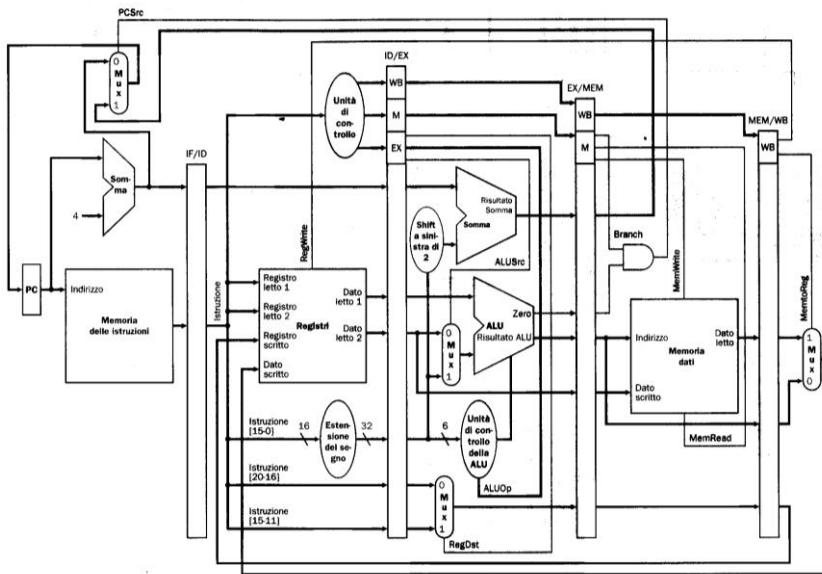 PCSrc
0
M
u
x
1
ID/EX
WB
M
EX
Unità
di con-
trollo
EX/MEM
WB
M
MEM/WB
WB
IF/ID
Som-
ma
4
PC
Indirizzo
Memoria
delle istruzioni
Istruzione
RegWrite
Registro
letto 1
Registro
letto 2
Registro
scritto
Dato
scritto
Registri
Dato
letto 1
Dato
letto 2
Shift
a sini-
stra di
2
Risultato
Somma
Somma
ALUSrc
0
M
u
x
1
Zero
ALU
Risultato ALU
Branch
MemWrite
Indirizzo
Dato
letto
Memoria
dati
Dato
scritto
MemRead
MemtoReg
1
M
u
x
0
Istruzione
[15-0]
16
Esten-
sione
del se-
gno
32
6
Unità
di con-
trollo
della
ALU
ALUOp
Istruzione
[20-16]
Istruzione
[15-11]
0
M
u
x
1
RegDst